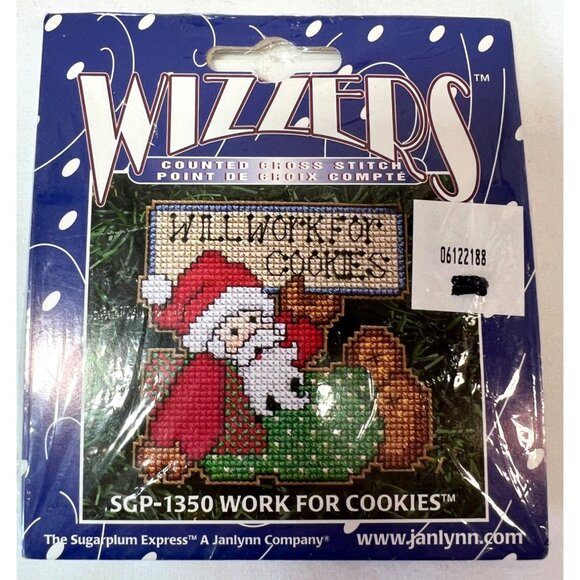 WIZZERS™
COUNTED CROSS STITCH
POINT DE CROIX COMPTÉ
WILL WORK FOR
COOKIES
06122188
SGP-1350 WORK FOR COOKIES™
The Sugarplum Express™ A Janlynn Company® www.janlynn.com